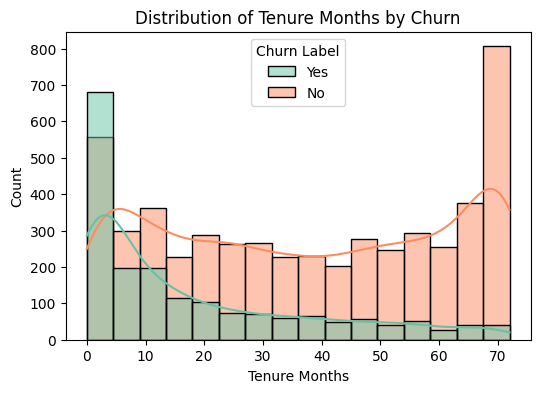 Distribution of Tenure Months by Churn
Churn Label
Yes
No
Count
800
700
600
500
400
300
200
100
0
0 10 20 30 40 50 60 70
Tenure Months